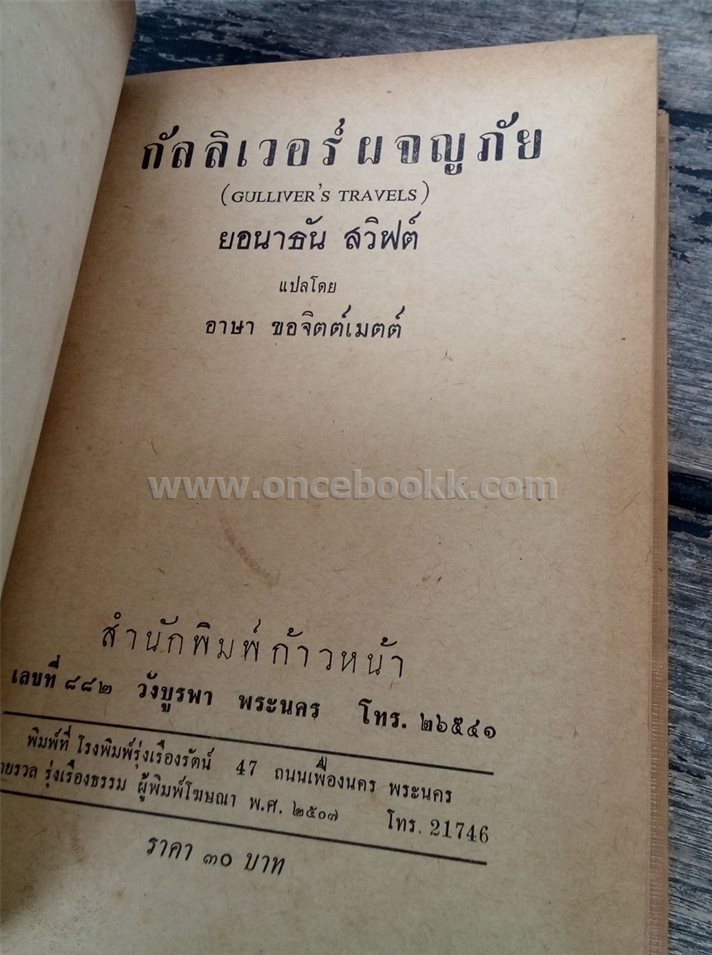 กัลลิเวอร์ผจญภัย
(GULLIVER'S TRAVELS)
ยอนาธัน สวิฟต์
แปลโดย
อาษา ขอจิตต์เมตต์
www.oncebookk.com
สำนักพิมพ์ก้าวหน้า
เลขที่ ๘๘๒ วังบูรพา พระนคร โทร. ๒๖๕๔๑
พิมพ์ที่ โรงพิมพ์รุ่งเรืองรัตน์ 47 ถนนเฟื่องนคร พระนคร
ายรวล รุ่งเรืองธรรม ผู้พิมพ์โฆษณา พ.ศ. ๒๕๐๗ โทร. 21746
ราคา ๓๐ บาท